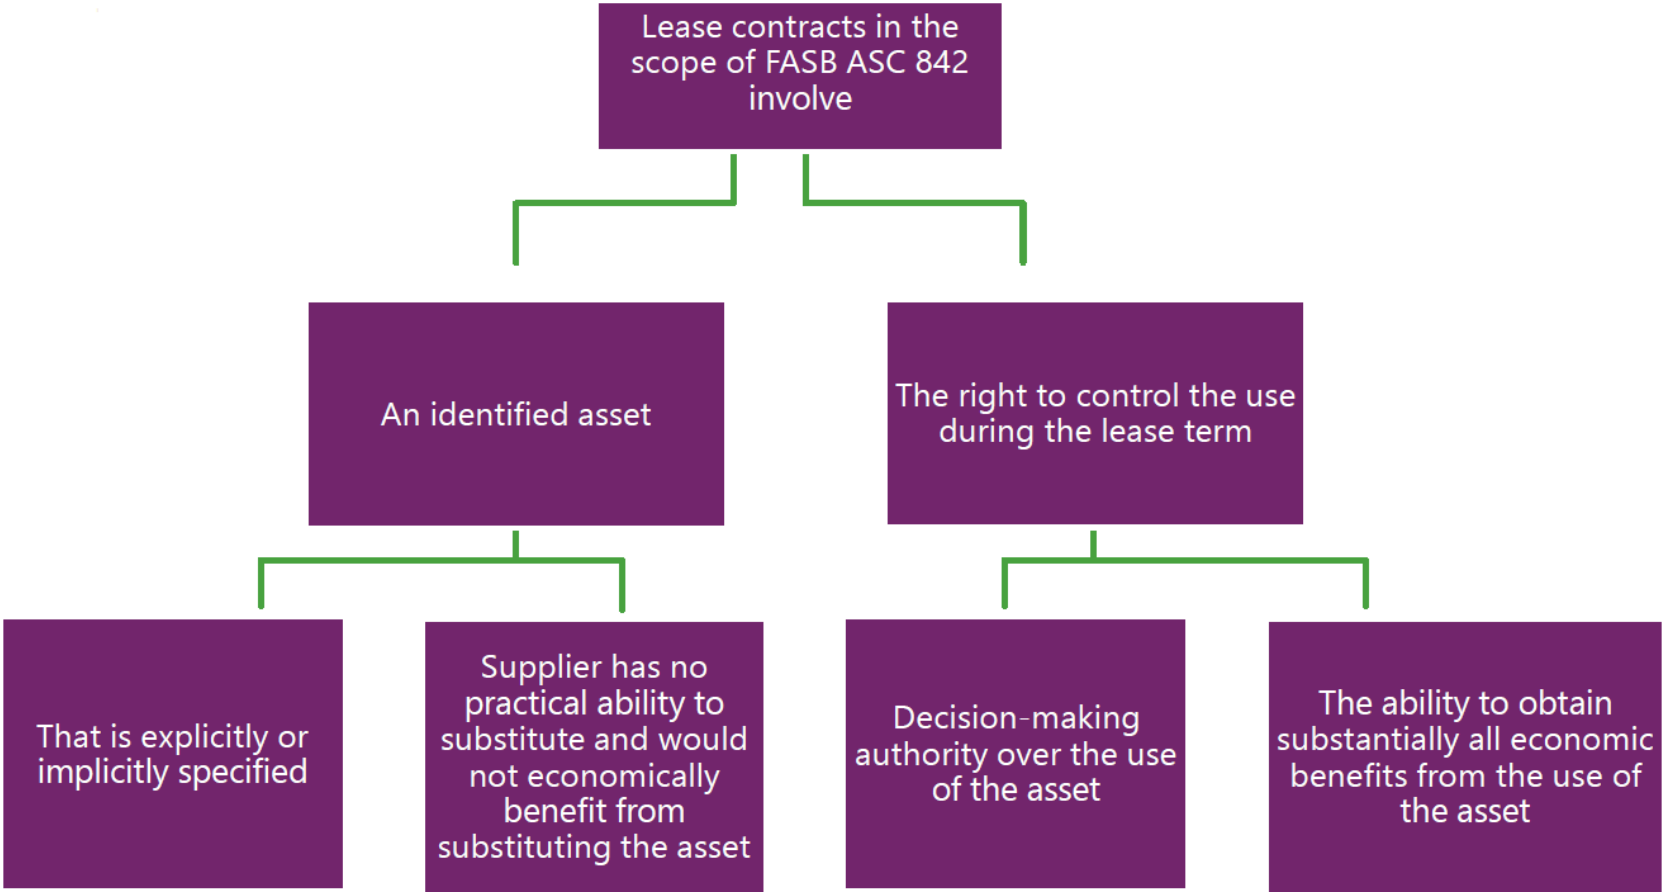 Lease contracts in the
scope of FASB ASC 842
involve
An identified asset
The right to control the use
during the lease term
That is explicitly or
implicitly specified
Supplier has no
practical ability to
substitute and would
not economically
benefit from
substituting the asset
Decision-making
authority over the use
of the asset
The ability to obtain
substantially all economic
benefits from the use of
the asset